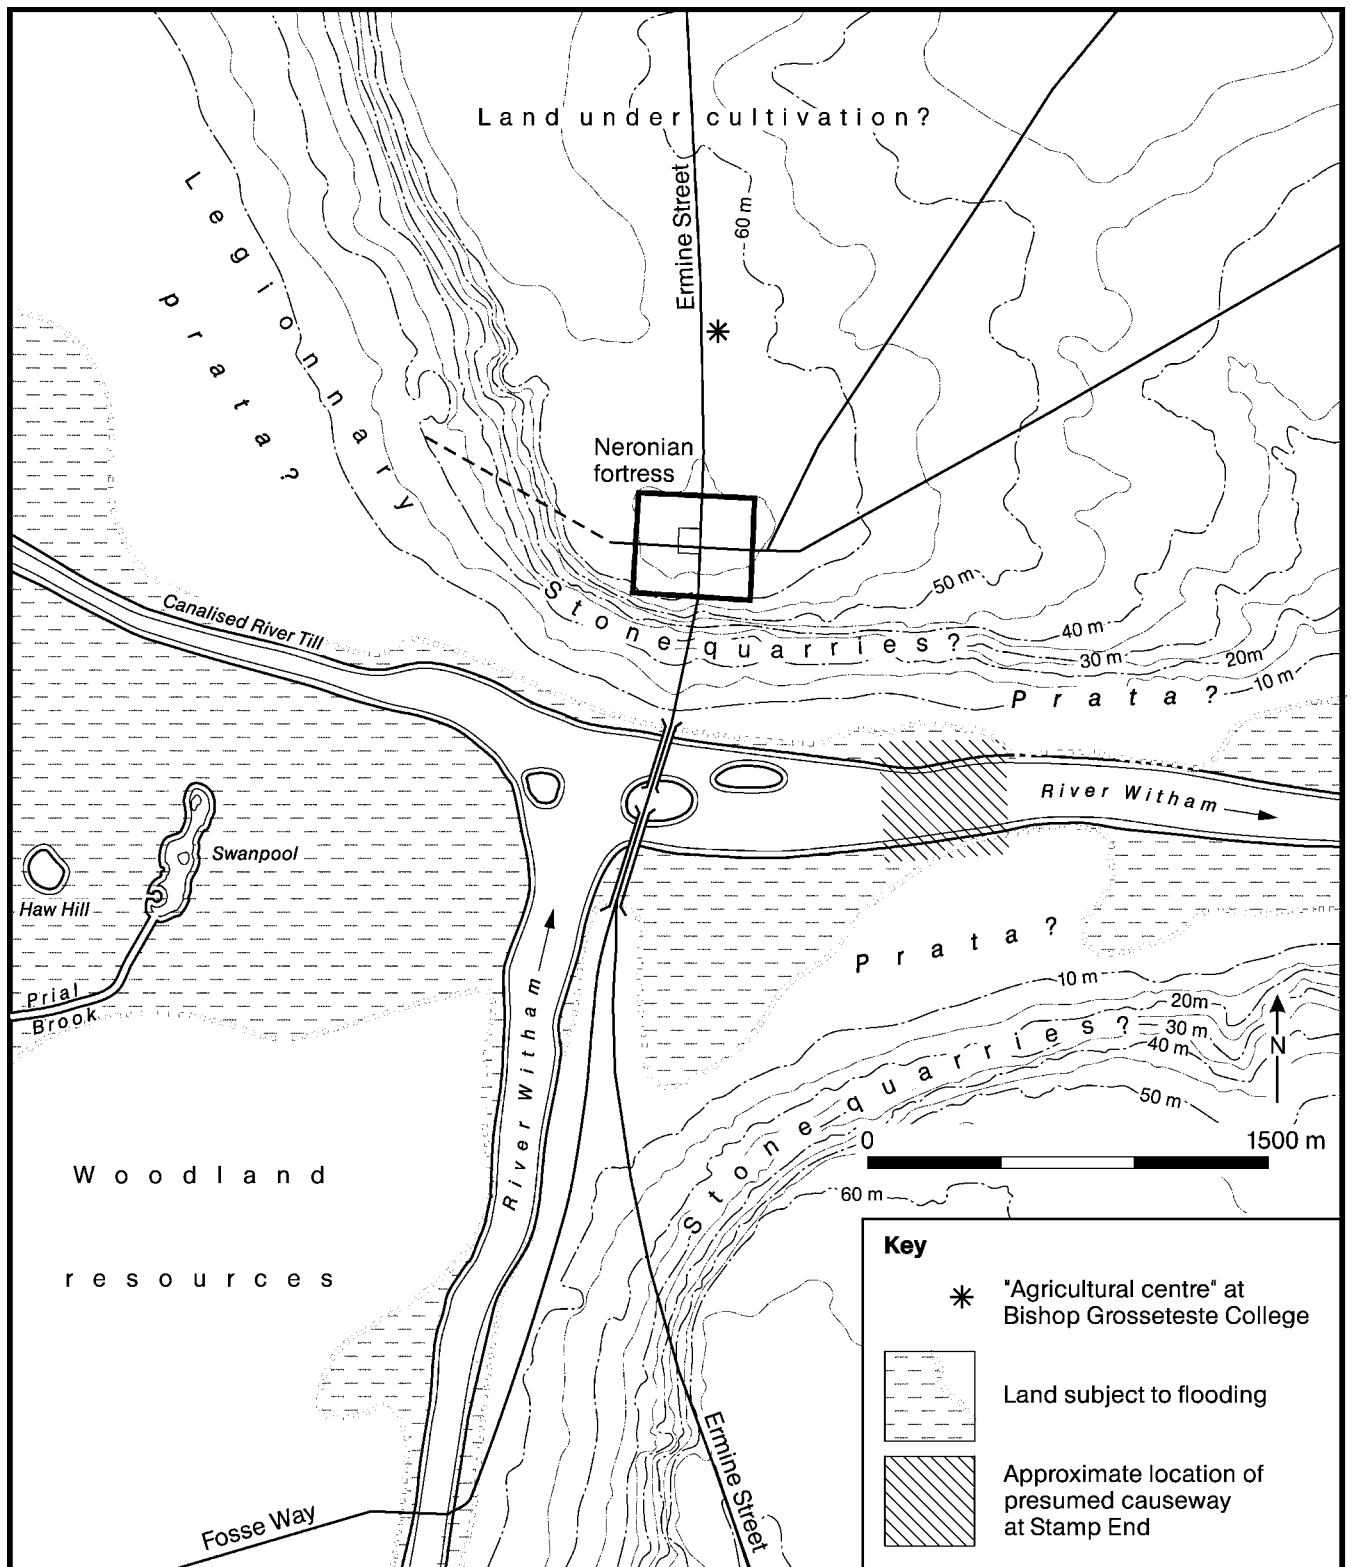 Land under cultivation?
Legionnary
prata?
Ermine Street
60 m
Neronian
fortress
50 m
Stone quarries?
40 m
30 m
20m
10 m
Prata?
Canalised River Till
River Witham
Swanpool
Haw Hill
Prial
Brook
Prata?
10 m
20m
30 m
40 m
50 m
N
Stone quarries?
River Witham
0
1500 m
60 m
Woodland
resources
Fosse Way
Ermine Street
Key
"Agricultural centre" at
Bishop Grosseteste College
Land subject to flooding
Approximate location of
presumed causeway
at Stamp End